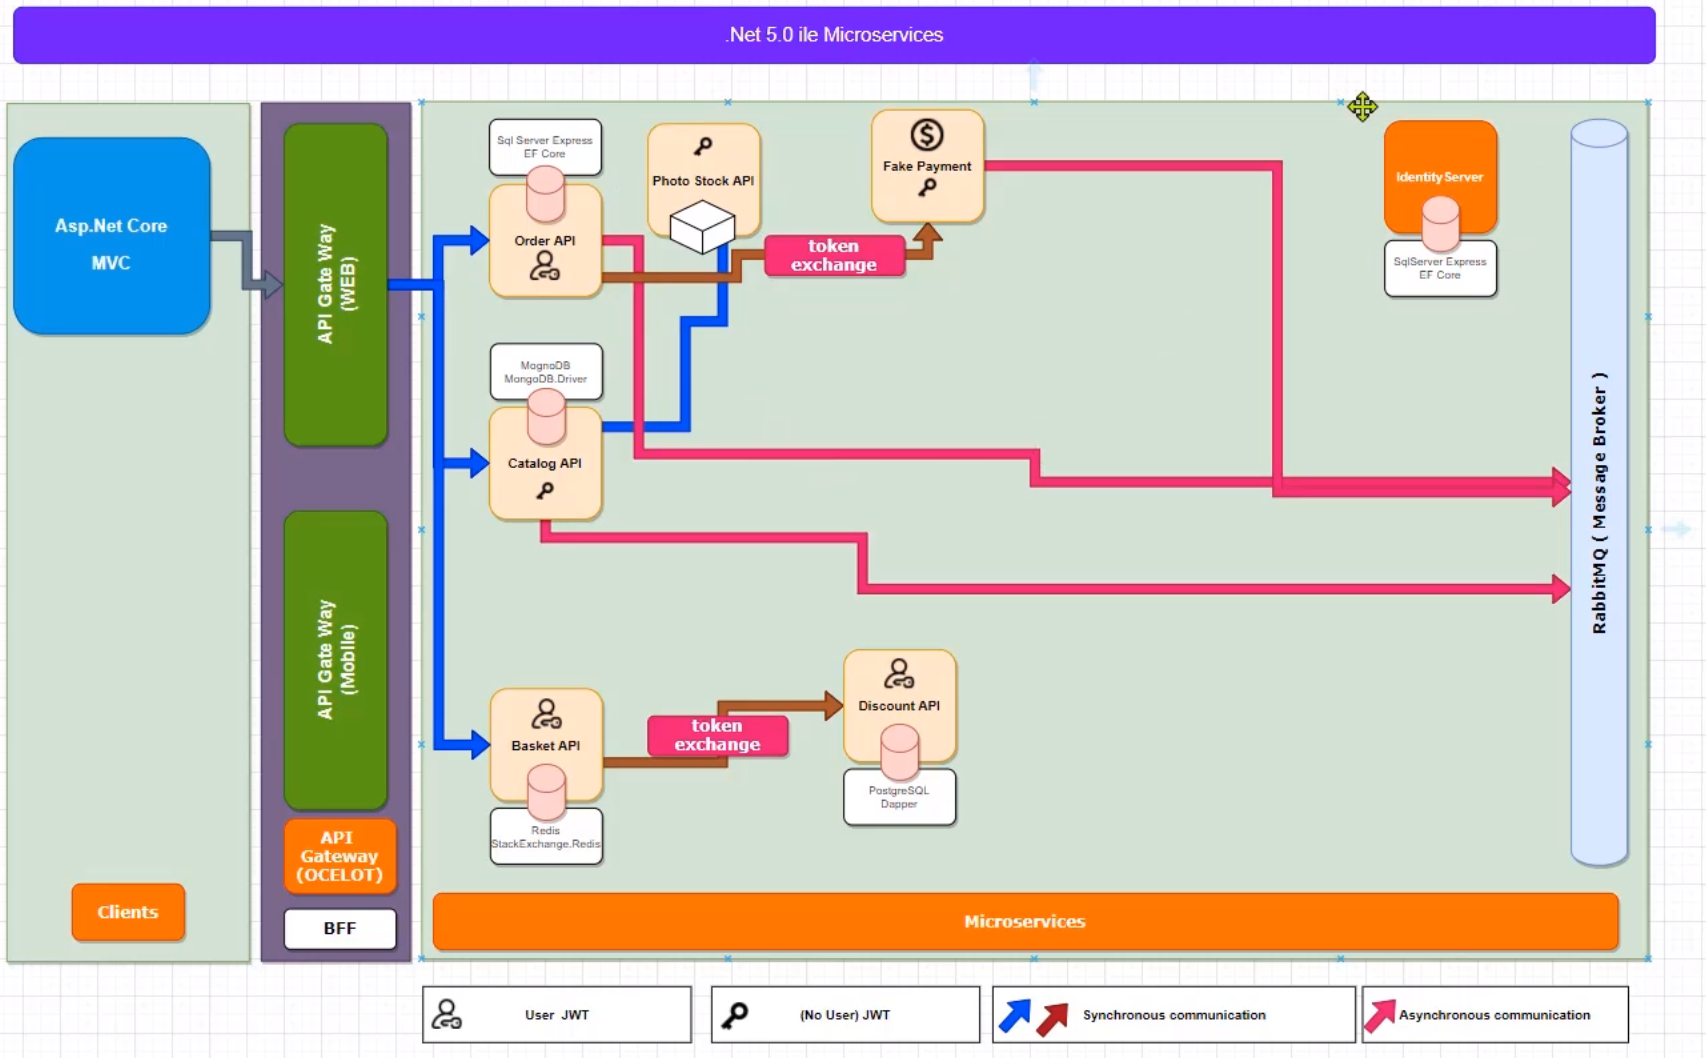 .Net 5.0 ile Microservices
Asp.Net Core
MVC
Clients
API Gate Way
(WEB)
API Gate Way
(Mobile)
API
Gateway
(OCELOT)
BFF
Sql Server Express
EF Core
Order API
Photo Stock API
Fake Payment
token
exchange
Identity Server
SqlServer Express
EF Core
MognoDB
MongoDB.Driver
Catalog API
RabbitMQ ( Message Broker )
Basket API
Redis
StackExchange.Redis
token
exchange
Discount API
PostgreSQL
Dapper
Microservices
User JWT
(No User) JWT
Synchronous communication
Asynchronous communication